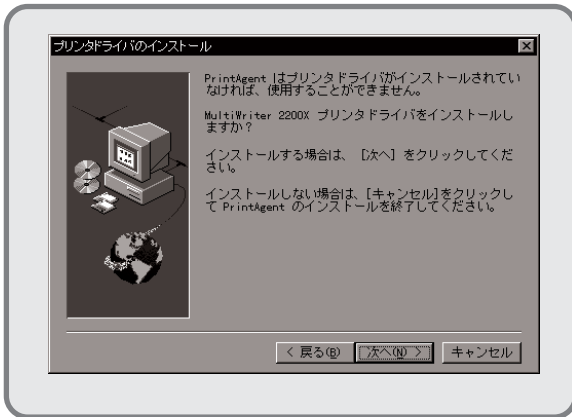 プリンタドライバのインストール
PrintAgent はプリンタドライバがインストールされてい
なければ、使用することができません。
MultiWriter 2200X プリンタドライバをインストールし
ますか?
インストールする場合は、[次へ] をクリックしてくだ
さい。
インストールしない場合は、[キャンセル]をクリックし
て PrintAgent のインストールを終了してください。
< 戻る(B) 次へ(N) > キャンセル